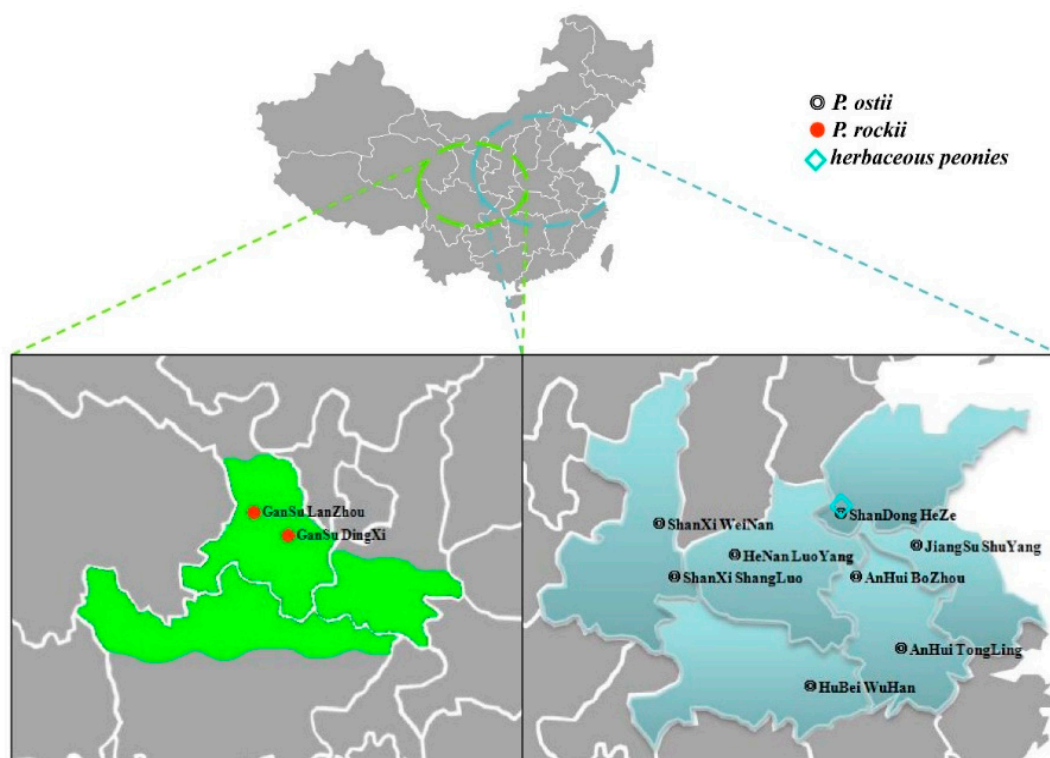 P. ostii
P. rockii
herbaceous peonies
GanSu LanZhou
GanSu DingXi
ShanXi WeiNan
ShanDong HeZe
HeNan LuoYang
JiangSu ShuYang
ShanXi ShangLuo
AnHui BoZhou
AnHui TongLing
HuBei WuHan